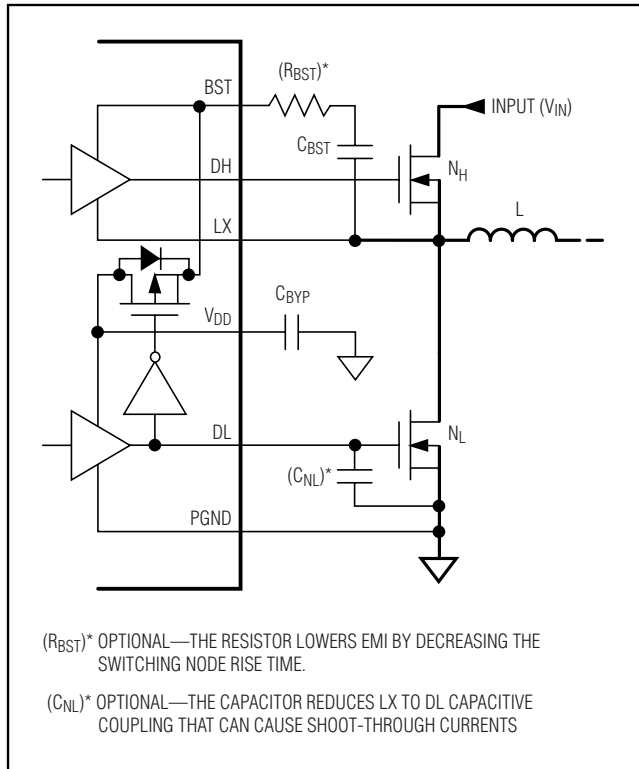 BST
(RBST)*
INPUT (VIN)
CBST
DH
NH
LX
L
CBYP
VDD
DL
NL
(CNL)*
PGND
(RBST)* OPTIONAL—THE RESISTOR LOWERS EMI BY DECREASING THE
SWITCHING NODE RISE TIME.
(CNL)* OPTIONAL—THE CAPACITOR REDUCES LX TO DL CAPACITIVE
COUPLING THAT CAN CAUSE SHOOT-THROUGH CURRENTS